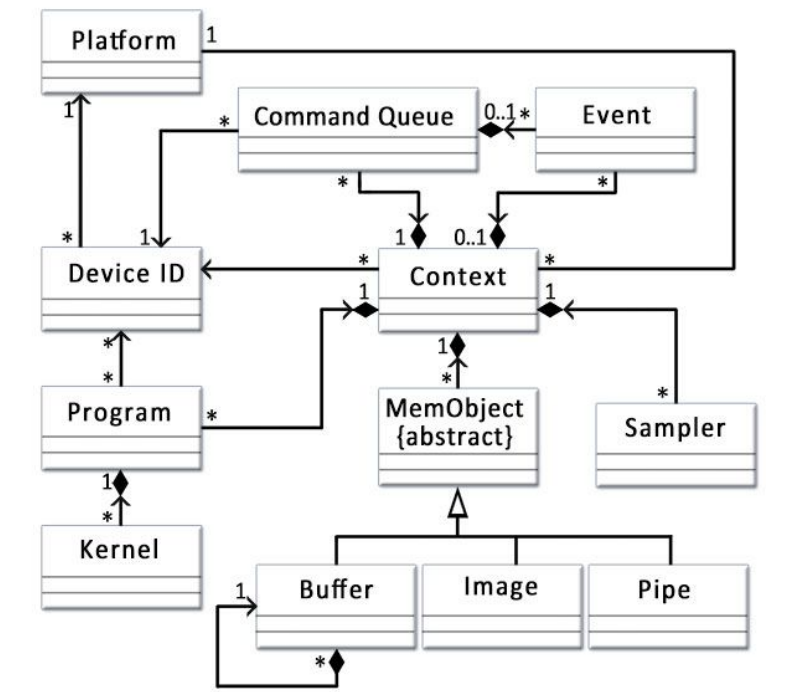 Platform
1
1
Command Queue
0..1
*
Event
*
*
*
*
1
1
0..1
Device ID
*
Context
*
1
1
*
1
*
*
Program
*
MemObject
{abstract}
*
Sampler
1
*
Kernel
1
Buffer
Image
Pipe
*